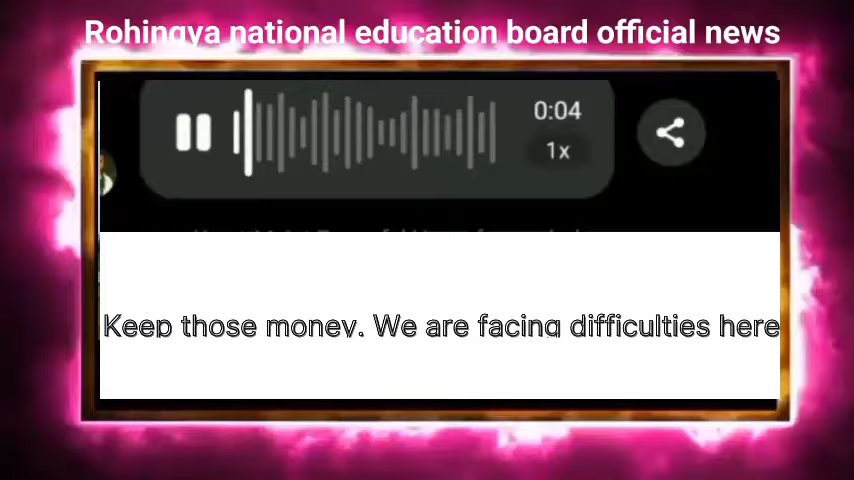 Rohingya national education board official news
0:04
1x
Keep those money. We are facing difficulties here